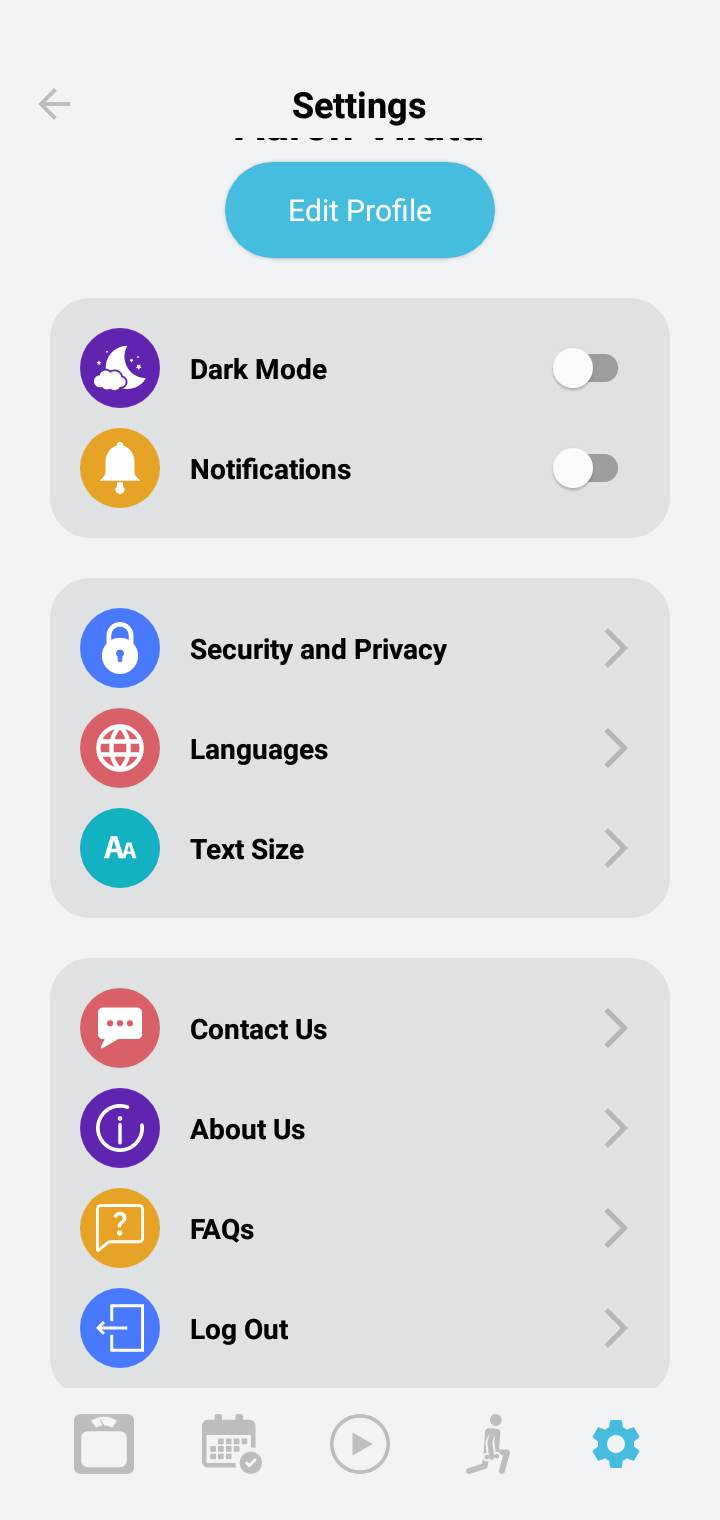 Settings
Edit Profile
Dark Mode
Notifications
Security and Privacy
Languages
AA
Text Size
Contact Us
About Us
?
FAQs
Log Out